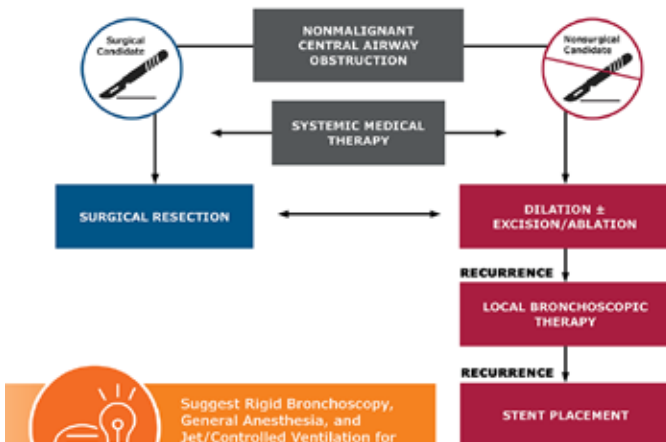 NONMALIGNANT
CENTRAL AIRWAY
OBSTRUCTION
Surgical
Candidate
Nonsurgical
Candidate
SYSTEMIC MEDICAL
THERAPY
SURGICAL RESECTION
DILATION ±
EXCISION/ABLATION
RECURRENCE
LOCAL BRONCHOSCOPIC
THERAPY
RECURRENCE
STENT PLACEMENT
Suggest Rigid Bronchoscopy,
General Anesthesia, and
Jet/Controlled Ventilation for